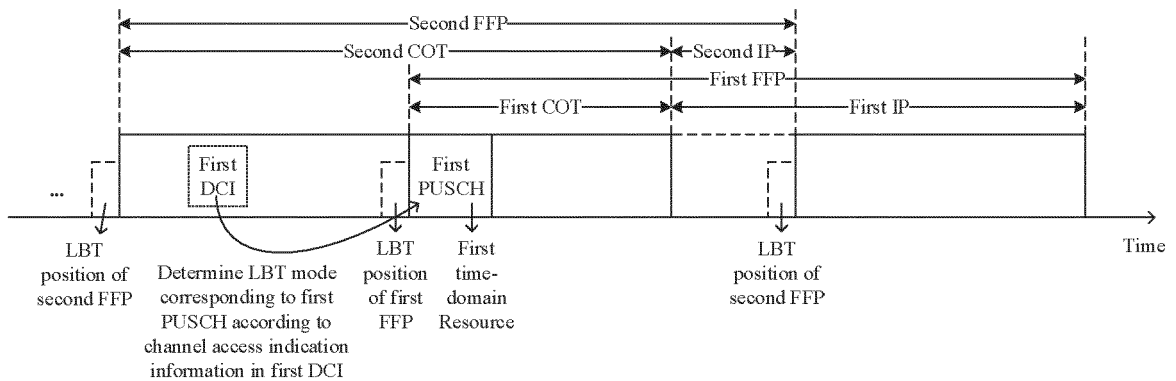 Second FFP
Second COT
Second IP
First FFP
First COT
First IP
First
DCI
First
PUSCH
...
LBT
position of
second FFP
Determine LBT mode
corresponding to first
PUSCH according to
channel access indication
information in first DCI
LBT
position
of first
FFP
First
time-
domain
Resource
LBT
position of
second FFP
Time